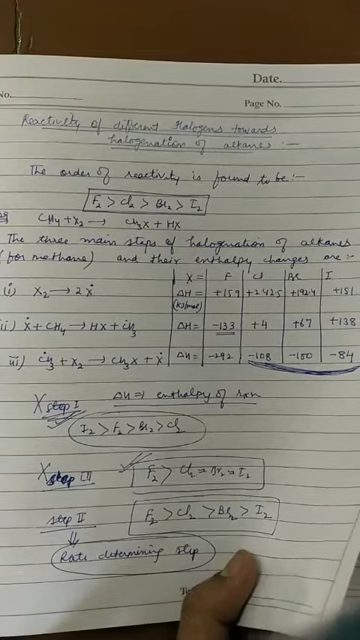 Date.
No.
Page No.
Reactivity of different Halogens towards
halogenation of alkanes :-
The order of reactivity is found to be:-
F₂ > Cl₂ > Br₂ > I₂
CH₄ + X₂ → CH₃X + HX
The three main steps of halogenation of alkanes
(for methane) and their enthalpy changes are:-
X = F Cl Br I
(i) X₂ → 2Ẋ ΔH = +159 +242.5 +192.4 +151
(KJ/mol)
ii) Ẋ + CH₄ → HX + ĊH₃ ΔH = -133 +4 +67 +138
iii) ĊH₃ + X₂ → CH₃X + Ẋ ΔH = -292 -108 -100 -84
X step I ΔH = enthalpy of rxn
I₂ > F₂ > Br₂ > Cl₂
X step III F₂ > Cl₂ = Br₂ = I₂
step II F₂ > Cl₂ > Br₂ > I₂
Rate determining step